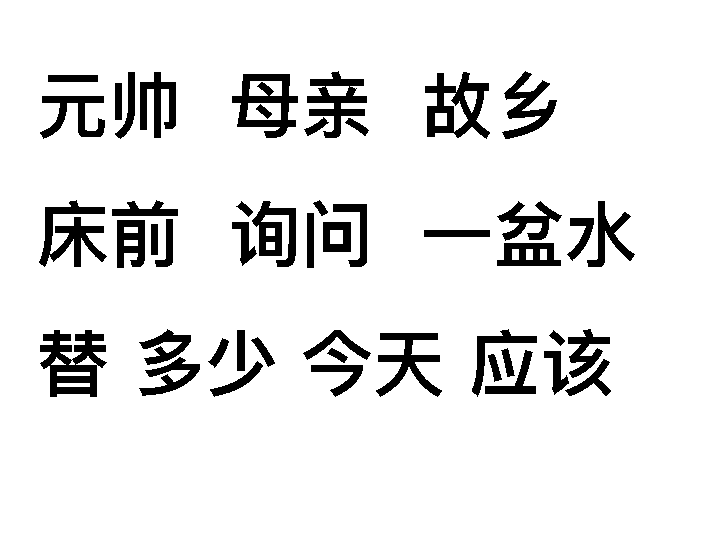 元帅 母亲 故乡
床前 询问 一盆水
替 多少 今天 应该